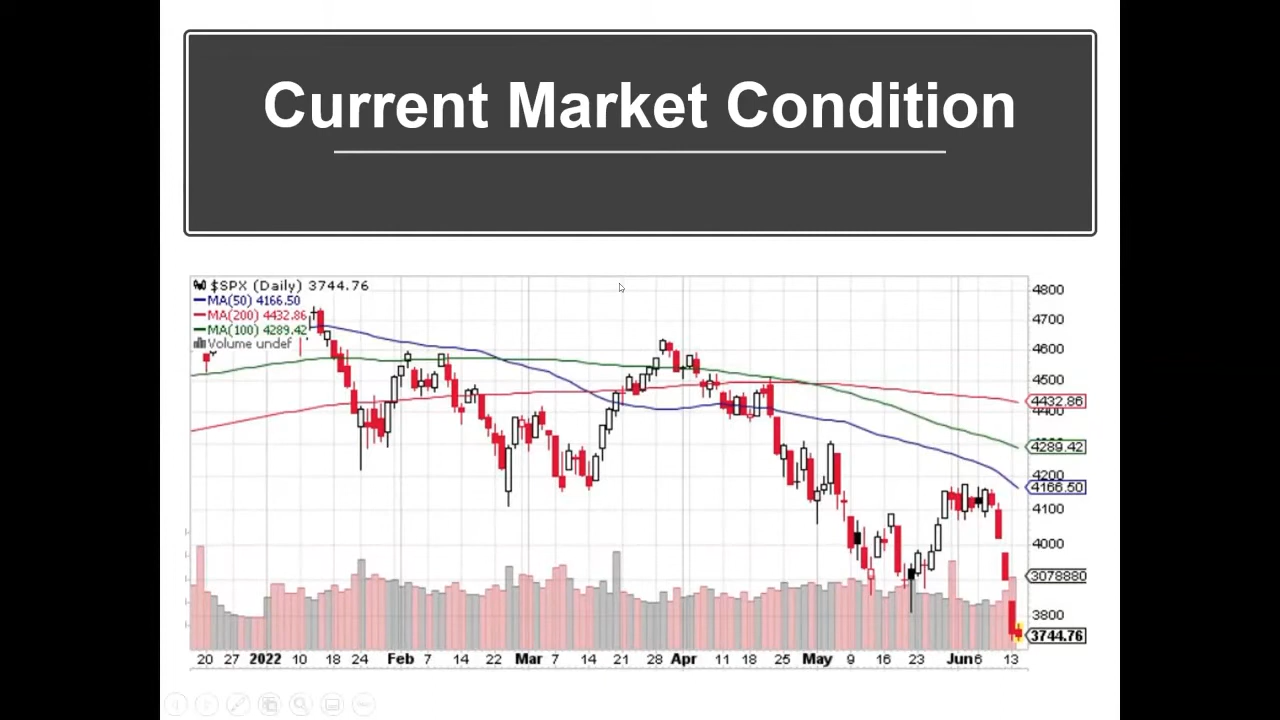 Current Market Condition
$SPX (Daily) 3744.76
MA(50) 4166.50
MA(200) 4432.86
MA(100) 4289.42
Volume undef
4800
4700
4600
4500
4432.86
4400
4289.42
4200
4166.50
4100
4000
3078880
3800
3744.76
20 27 2022 10 18 24 Feb 7 14 22 Mar 7 14 21 28 Apr 11 18 25 May 9 16 23 Jun 6 13